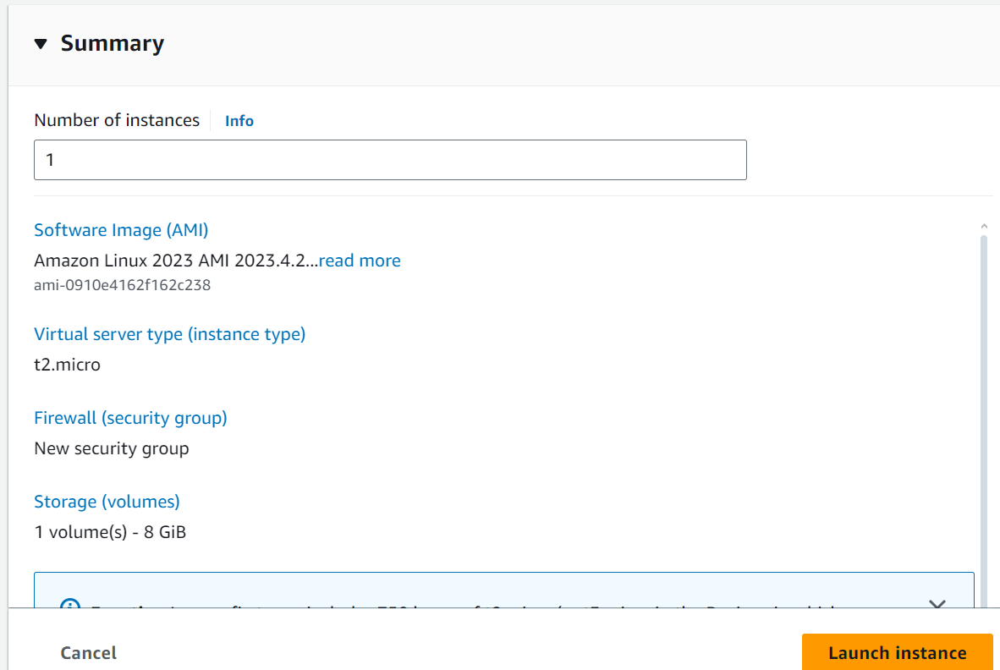 Summary
Number of instances Info
1
Software Image (AMI)
Amazon Linux 2023 AMI 2023.4.2...read more
ami-0910e4162f162c238
Virtual server type (instance type)
t2.micro
Firewall (security group)
New security group
Storage (volumes)
1 volume(s) - 8 GiB
Cancel
Launch instance